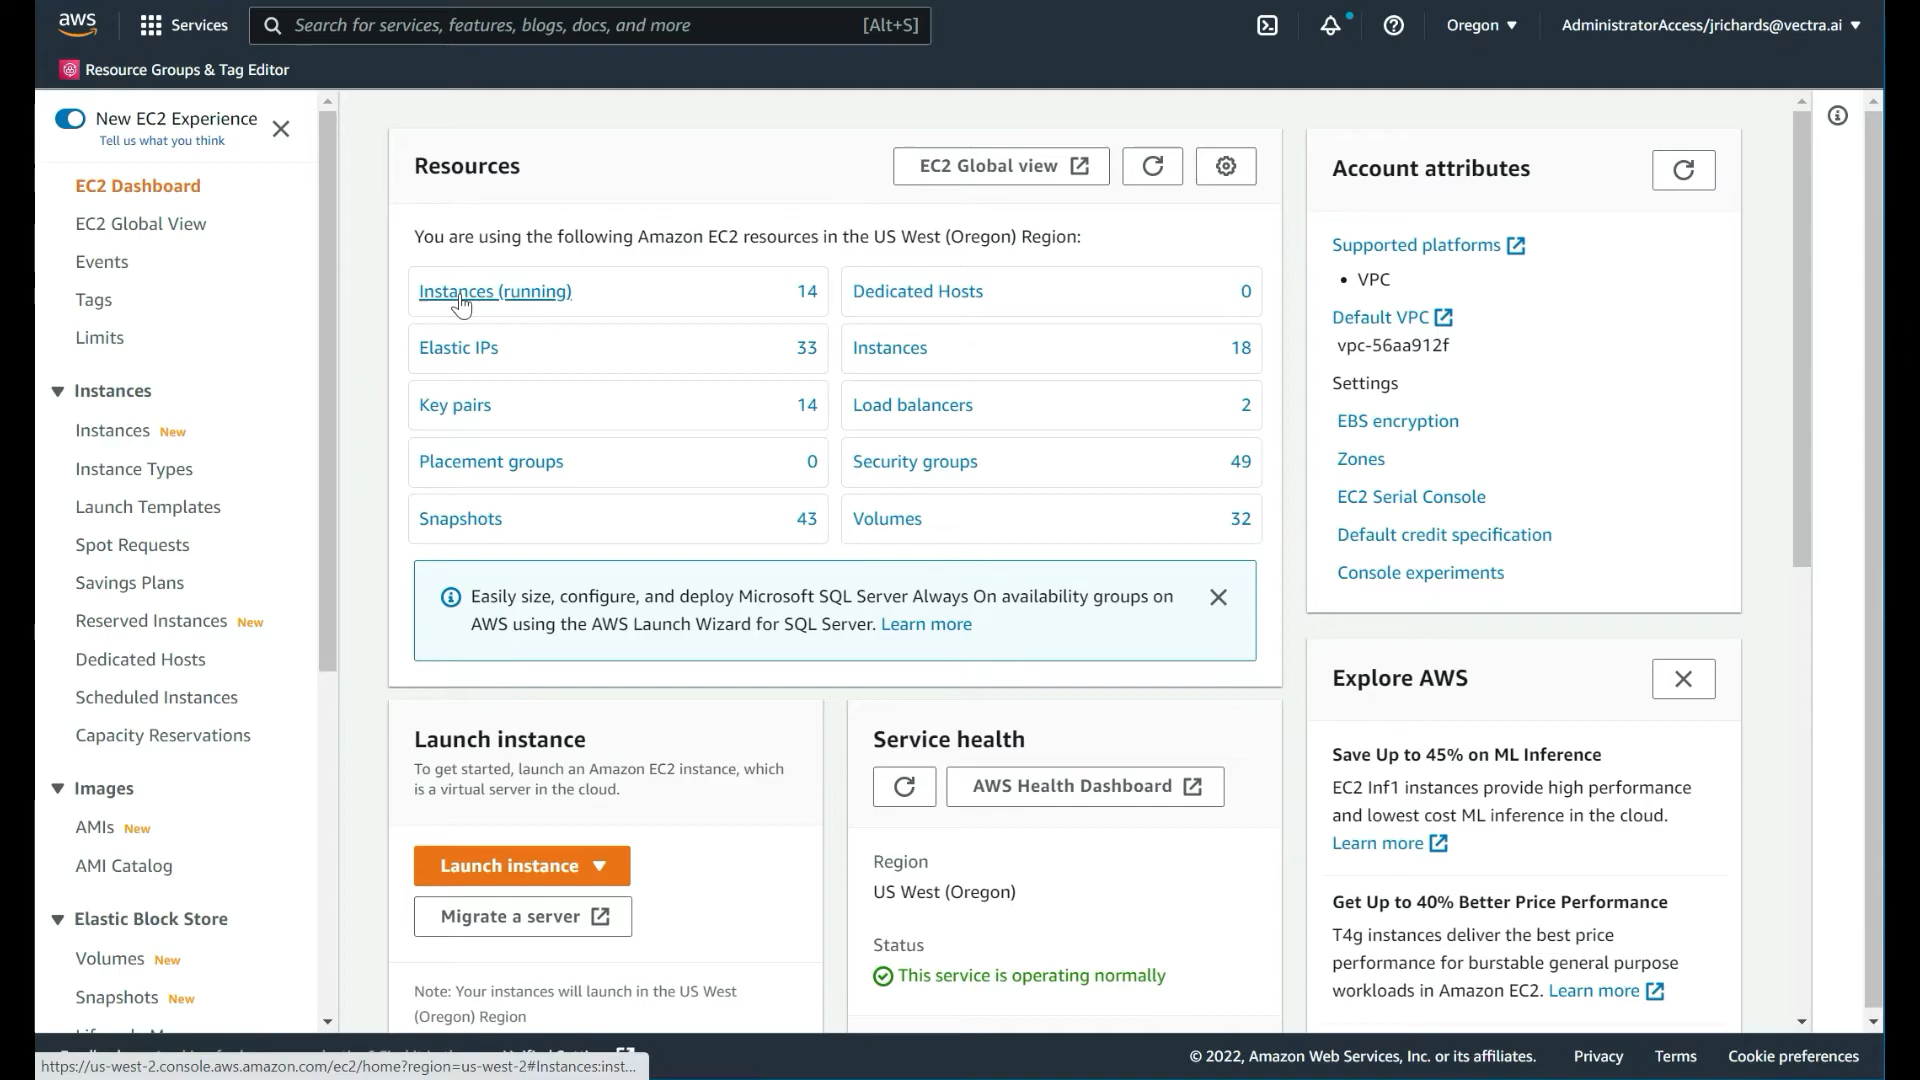 aws
Services
Search for services, features, blogs, docs, and more [Alt+S]
Oregon
AdministratorAccess/jrichards@vectra.ai
Resource Groups & Tag Editor
New EC2 Experience
Tell us what you think
EC2 Dashboard
EC2 Global View
Events
Tags
Limits
Instances
Instances New
Instance Types
Launch Templates
Spot Requests
Savings Plans
Reserved Instances New
Dedicated Hosts
Scheduled Instances
Capacity Reservations
Images
AMIs New
AMI Catalog
Elastic Block Store
Volumes New
Snapshots New
Resources
EC2 Global view
You are using the following Amazon EC2 resources in the US West (Oregon) Region:
Instances (running) 14
Dedicated Hosts 0
Elastic IPs 33
Instances 18
Key pairs 14
Load balancers 2
Placement groups 0
Security groups 49
Snapshots 43
Volumes 32
Easily size, configure, and deploy Microsoft SQL Server Always On availability groups on
AWS using the AWS Launch Wizard for SQL Server. Learn more
Launch instance
To get started, launch an Amazon EC2 instance, which
is a virtual server in the cloud.
Launch instance
Migrate a server
Note: Your instances will launch in the US West
(Oregon) Region
Service health
AWS Health Dashboard
Region
US West (Oregon)
Status
This service is operating normally
Account attributes
Supported platforms
• VPC
Default VPC
vpc-56aa912f
Settings
EBS encryption
Zones
EC2 Serial Console
Default credit specification
Console experiments
Explore AWS
Save Up to 45% on ML Inference
EC2 Inf1 instances provide high performance
and lowest cost ML inference in the cloud.
Learn more
Get Up to 40% Better Price Performance
T4g instances deliver the best price
performance for burstable general purpose
workloads in Amazon EC2. Learn more
https://us-west-2.console.aws.amazon.com/ec2/home?region=us-west-2#Instances:inst...
© 2022, Amazon Web Services, Inc. or its affiliates.
Privacy
Terms
Cookie preferences